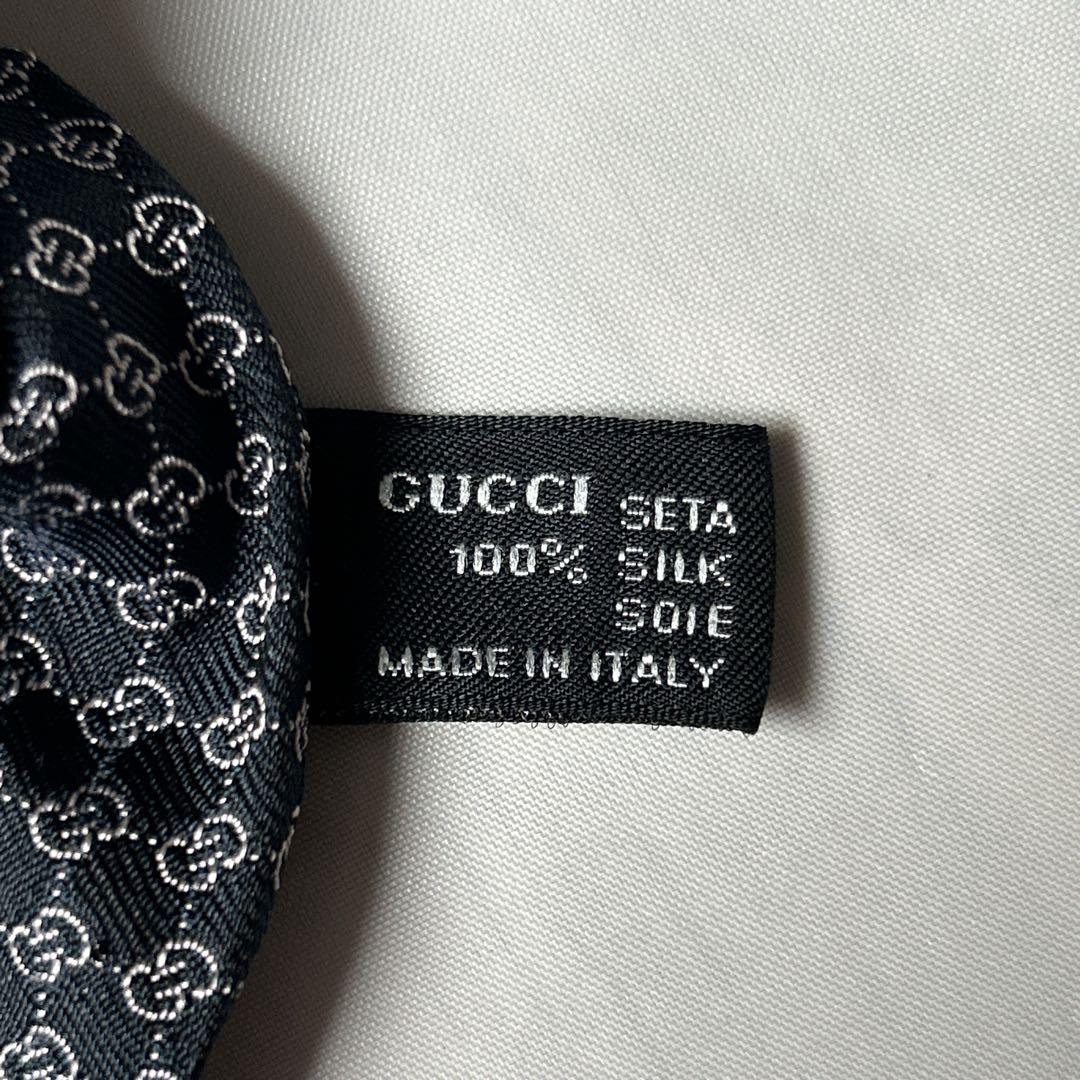 GUCCI SETA
100% SILK
SOIE
MADE IN ITALY